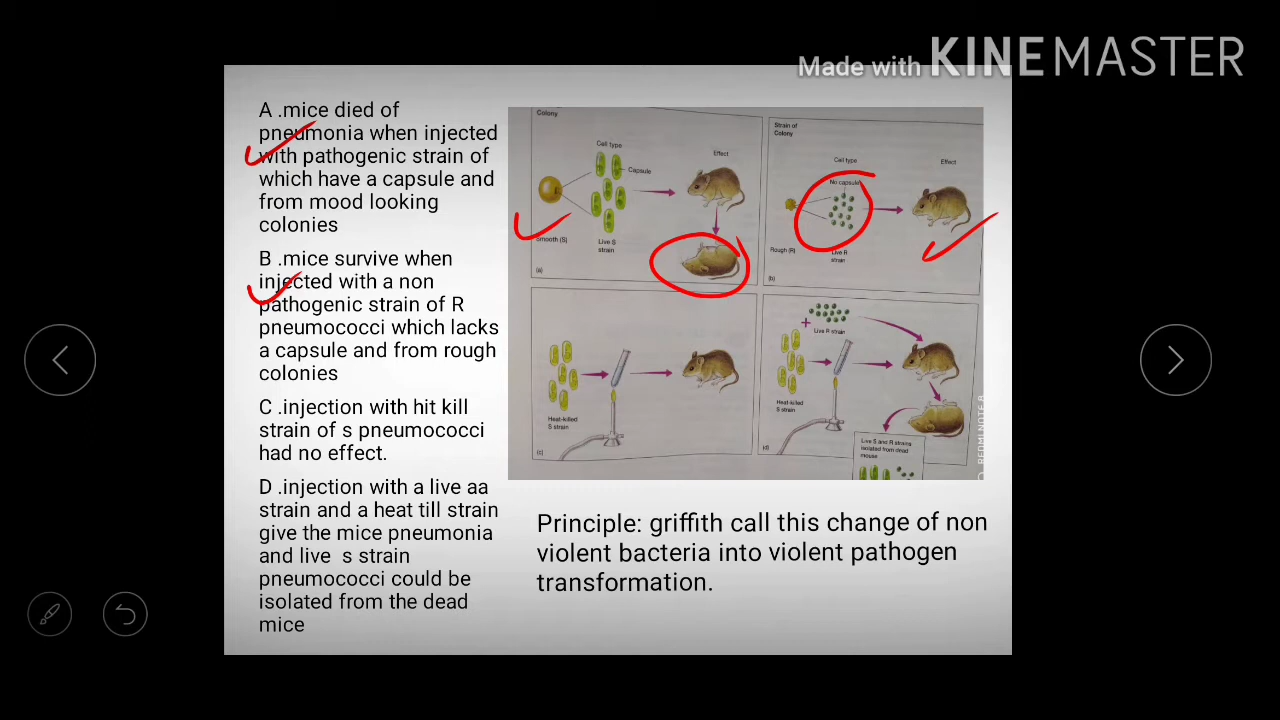 Made with KINEMASTER
A .mice died of
pneumonia when injected
with pathogenic strain of
which have a capsule and
from mood looking
colonies
B .mice survive when
injected with a non
pathogenic strain of R
pneumococci which lacks
a capsule and from rough
colonies
C .injection with hit kill
strain of s pneumococci
had no effect.
D .injection with a live aa
strain and a heat till strain
give the mice pneumonia
and live s strain
pneumococci could be
isolated from the dead
mice
Colony
Cell type
Effect
Capsule
Smooth (S)
Live S
strain
(a)
Strain of
Colony
Cell type
Effect
No capsule
Rough (R)
Live R
strain
(b)
Heat-killed
S strain
(c)
Live R strain
Heat-killed
S strain
(d)
Live S and R strains
isolated from dead
mouse
Principle: griffith call this change of non
violent bacteria into violent pathogen
transformation.